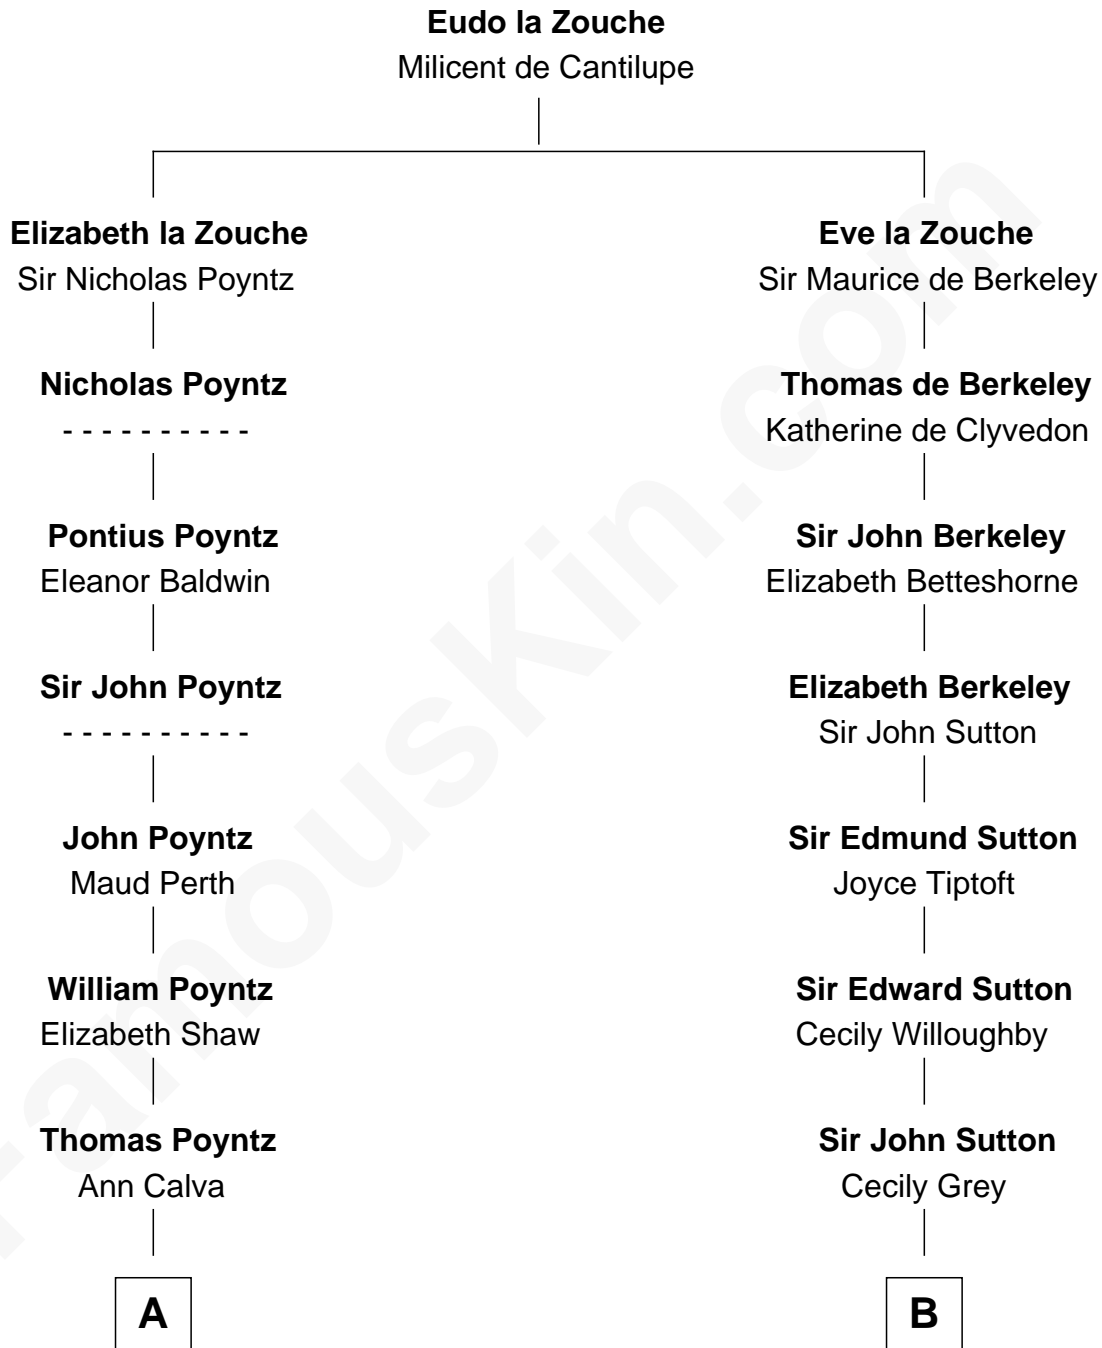 Eudo la Zouche
Milicent de Cantilupe
Elizabeth la Zouche
Sir Nicholas Poyntz
Eve la Zouche
Sir Maurice de Berkeley
Nicholas Poyntz
- - - - - - - - - -
Thomas de Berkeley
Katherine de Clyvedon
Pontius Poyntz
Eleanor Baldwin
Sir John Berkeley
Elizabeth Betteshorne
Sir John Poyntz
- - - - - - - - - -
Elizabeth Berkeley
Sir John Sutton
John Poyntz
Maud Perth
Sir Edmund Sutton
Joyce Tiptoft
William Poyntz
Elizabeth Shaw
Sir Edward Sutton
Cecily Willoughby
Thomas Poyntz
Ann Calva
Sir John Sutton
Cecily Grey
A
B
FamousKin.com